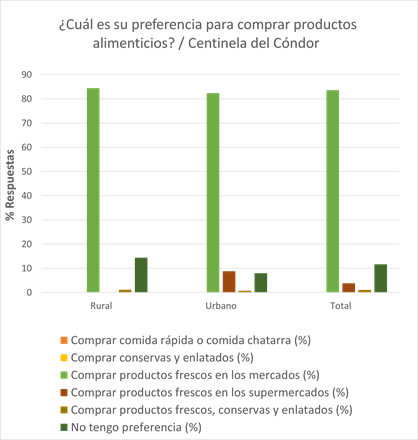 ¿Cuál es su preferencia para comprar productos
alimenticios? / Centinela del Cóndor
90
80
70
60
50
40
30
20
10
0
% Respuestas
Rural Urbano Total
Comprar comida rápida o comida chatarra (%)
Comprar conservas y enlatados (%)
Comprar productos frescos en los mercados (%)
Comprar productos frescos en los supermercados (%)
Comprar productos frescos, conservas y enlatados (%)
No tengo preferencia (%)